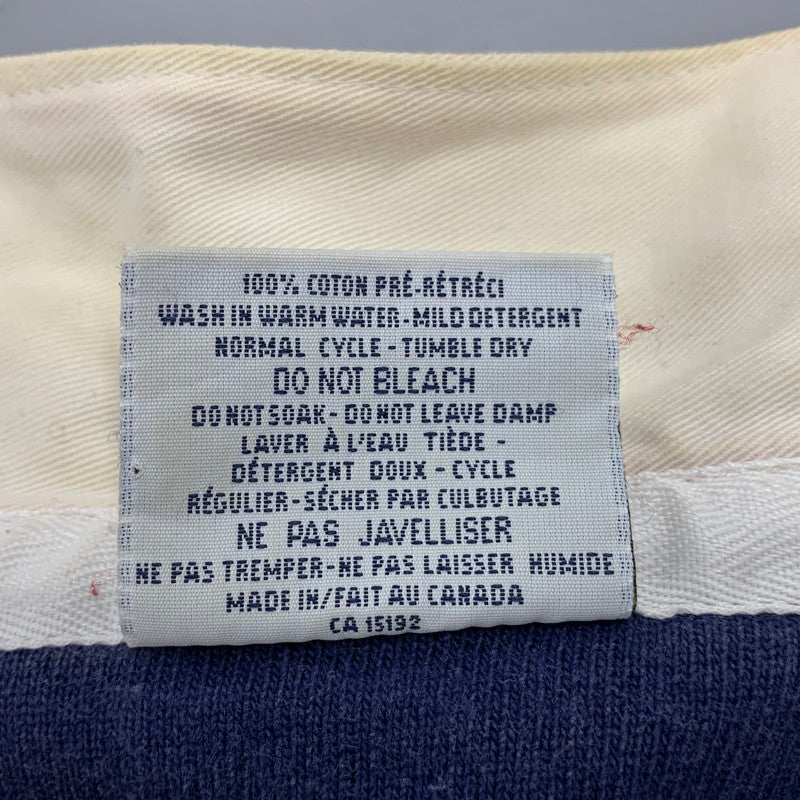 100% COTON PRÉ-RÉTRÉCI
WASH IN WARM WATER-MILD DETERGENT
NORMAL CYCLE-TUMBLE DRY
DO NOT BLEACH
DO NOT SOAK-DO NOT LEAVE DAMP
LAVER À L'EAU TIÈDE -
DÉTERGENT DOUX-CYCLE
RÉGULIER-SÉCHER PAR CULBUTAGE
NE PAS JAVELLISER
NE PAS TREMPER-NE PAS LAISSER HUMIDE
MADE IN/FAIT AU CANADA
CA 15192